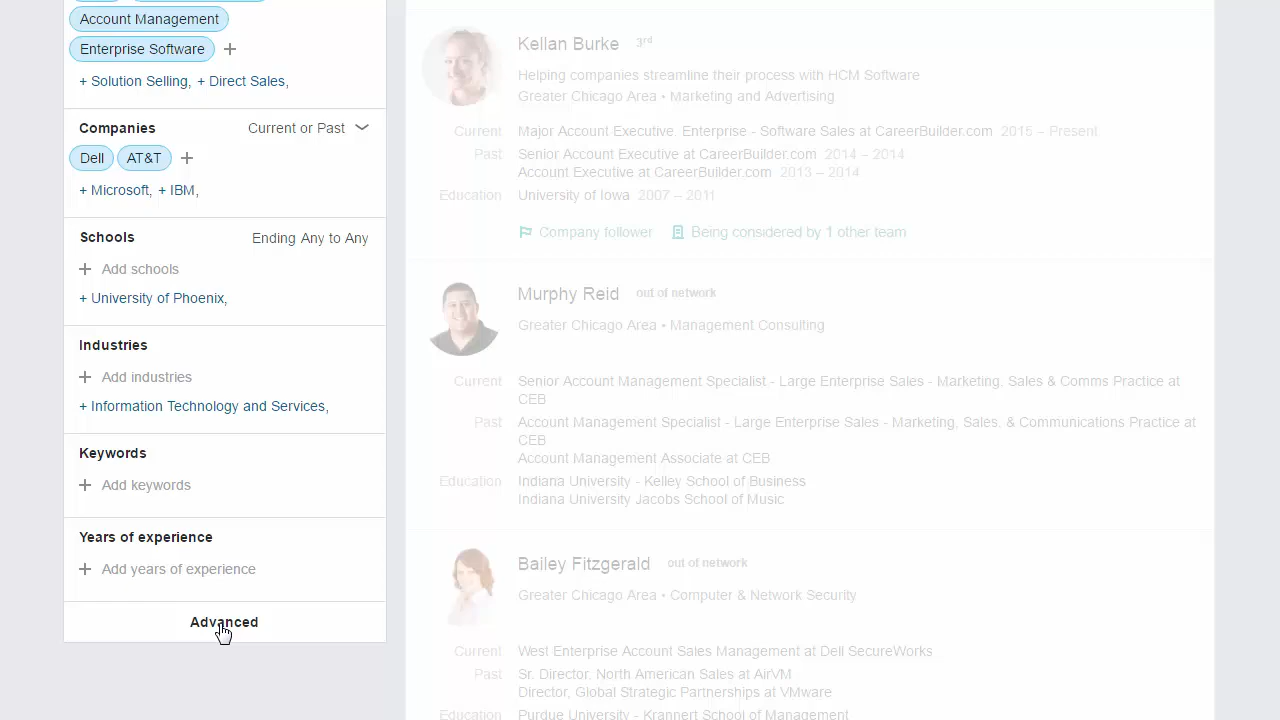 Account Management
Enterprise Software +
+ Solution Selling, + Direct Sales,
Companies Current or Past
Dell AT&T +
+ Microsoft, + IBM,
Schools Ending Any to Any
+ Add schools
+ University of Phoenix,
Industries
+ Add industries
+ Information Technology and Services,
Keywords
+ Add keywords
Years of experience
+ Add years of experience
Advanced
Kellan Burke 3rd
Helping companies streamline their process with HCM Software
Greater Chicago Area • Marketing and Advertising
Current Major Account Executive, Enterprise - Software Sales at CareerBuilder.com 2015 – Present
Past Senior Account Executive at CareerBuilder.com 2014 – 2014
Account Executive at CareerBuilder.com 2013 – 2014
Education University of Iowa 2007 – 2011
Company follower Being considered by 1 other team
Murphy Reid out of network
Greater Chicago Area • Management Consulting
Current Senior Account Management Specialist - Large Enterprise Sales - Marketing, Sales & Comms Practice at
CEB
Past Account Management Specialist - Large Enterprise Sales - Marketing, Sales, & Communications Practice at
CEB
Account Management Associate at CEB
Education Indiana University - Kelley School of Business
Indiana University Jacobs School of Music
Bailey Fitzgerald out of network
Greater Chicago Area • Computer & Network Security
Current West Enterprise Account Sales Management at Dell SecureWorks
Past Sr. Director, North American Sales at AirVM
Director, Global Strategic Partnerships at VMware
Education Purdue University - Krannert School of Management